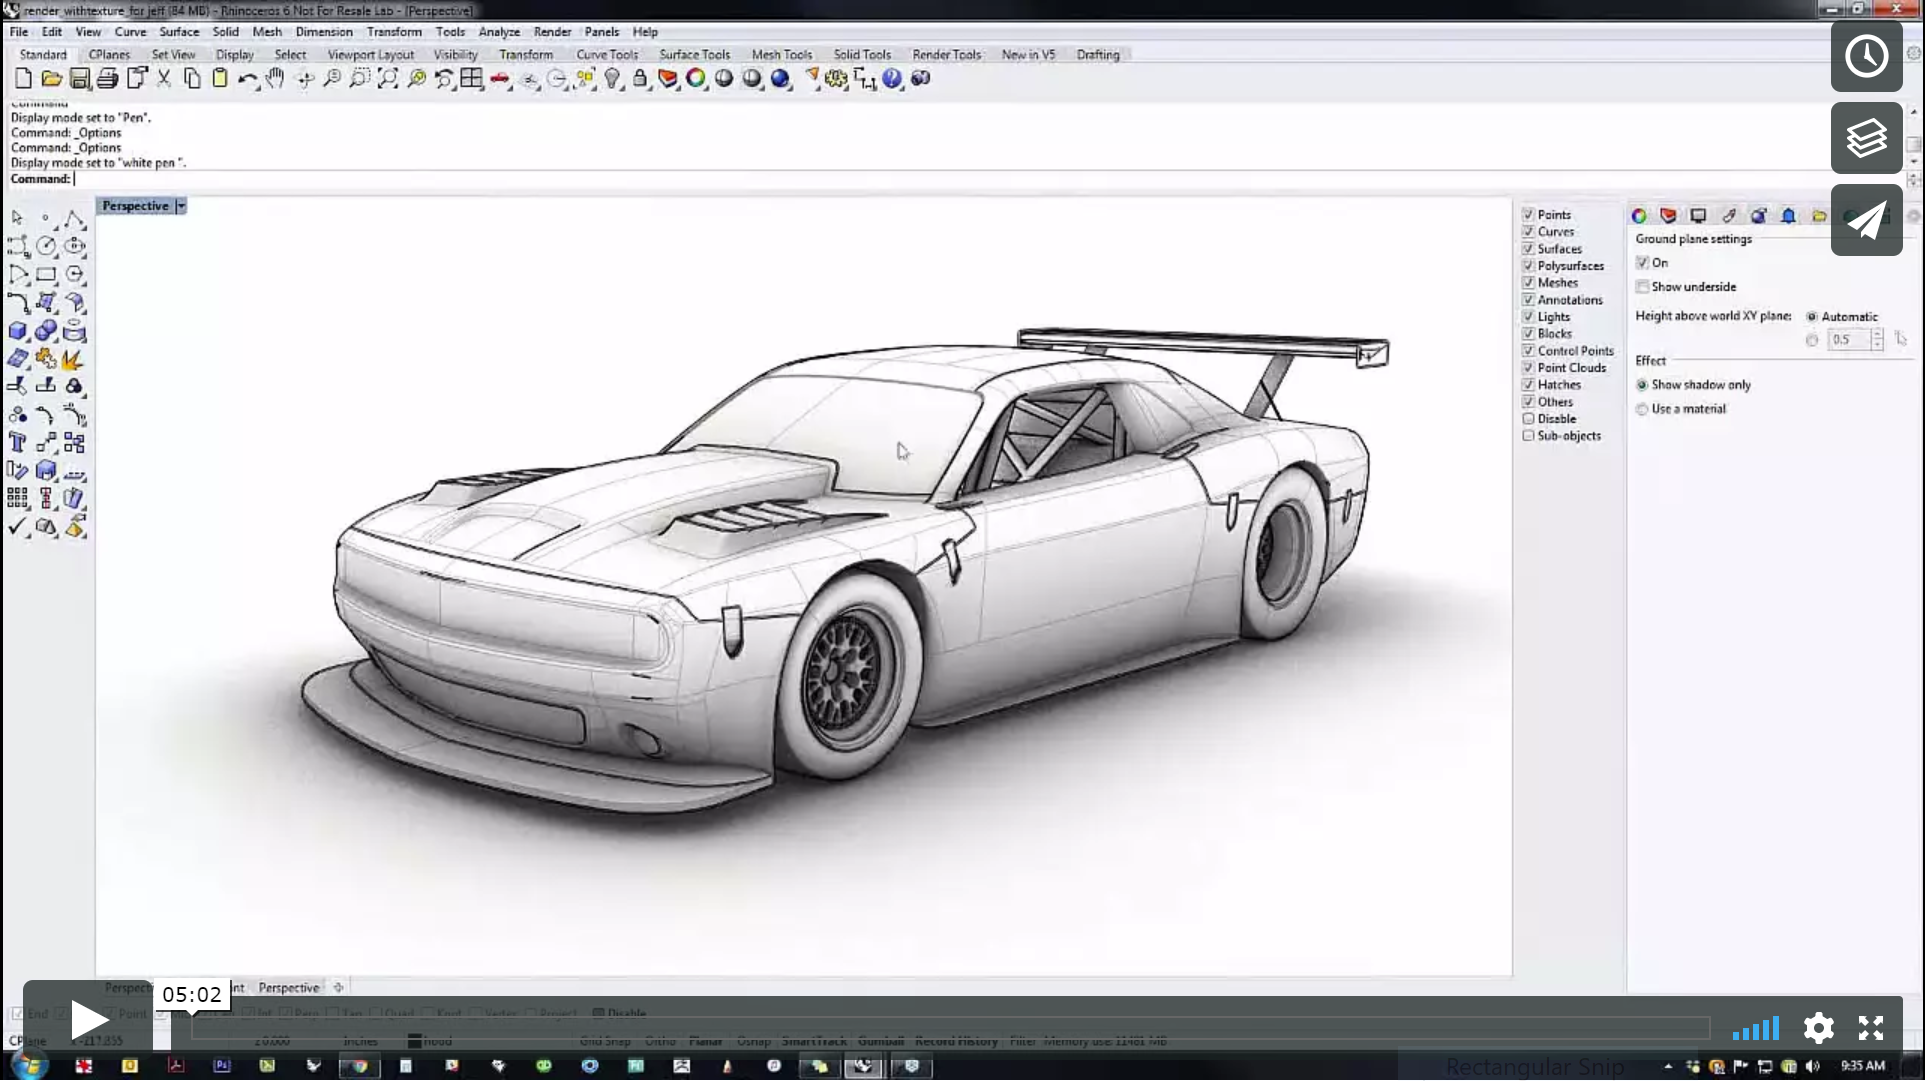 render_withtexture_for jeff (84 MB) - Rhinoceros 6 Not For Resale Lab - [Perspective]
File Edit View Curve Surface Solid Mesh Dimension Transform Tools Analyze Render Panels Help
Standard CPlanes Set View Display Select Viewport Layout Visibility Transform Curve Tools Surface Tools Mesh Tools Solid Tools Render Tools New in V5 Drafting
Command
Display mode set to "Pen".
Command: _Options
Command: _Options
Display mode set to "white pen ".
Command:
Perspective
Points
Curves
Surfaces
Polysurfaces
Meshes
Annotations
Lights
Blocks
Control Points
Point Clouds
Hatches
Others
Disable
Sub-objects
Ground plane settings
On
Show underside
Height above world XY plane: Automatic
0.5
Effect
Show shadow only
Use a material
Perspective
05:02
End Point Int Perp Tan Quad Knot Vertex Project Disable
Inches Hood Grid Snap Ortho Planar Osnap SmartTrack Gumball Record History Filter Memory use: 11481 MB
Rectangular Snip
9:35 AM